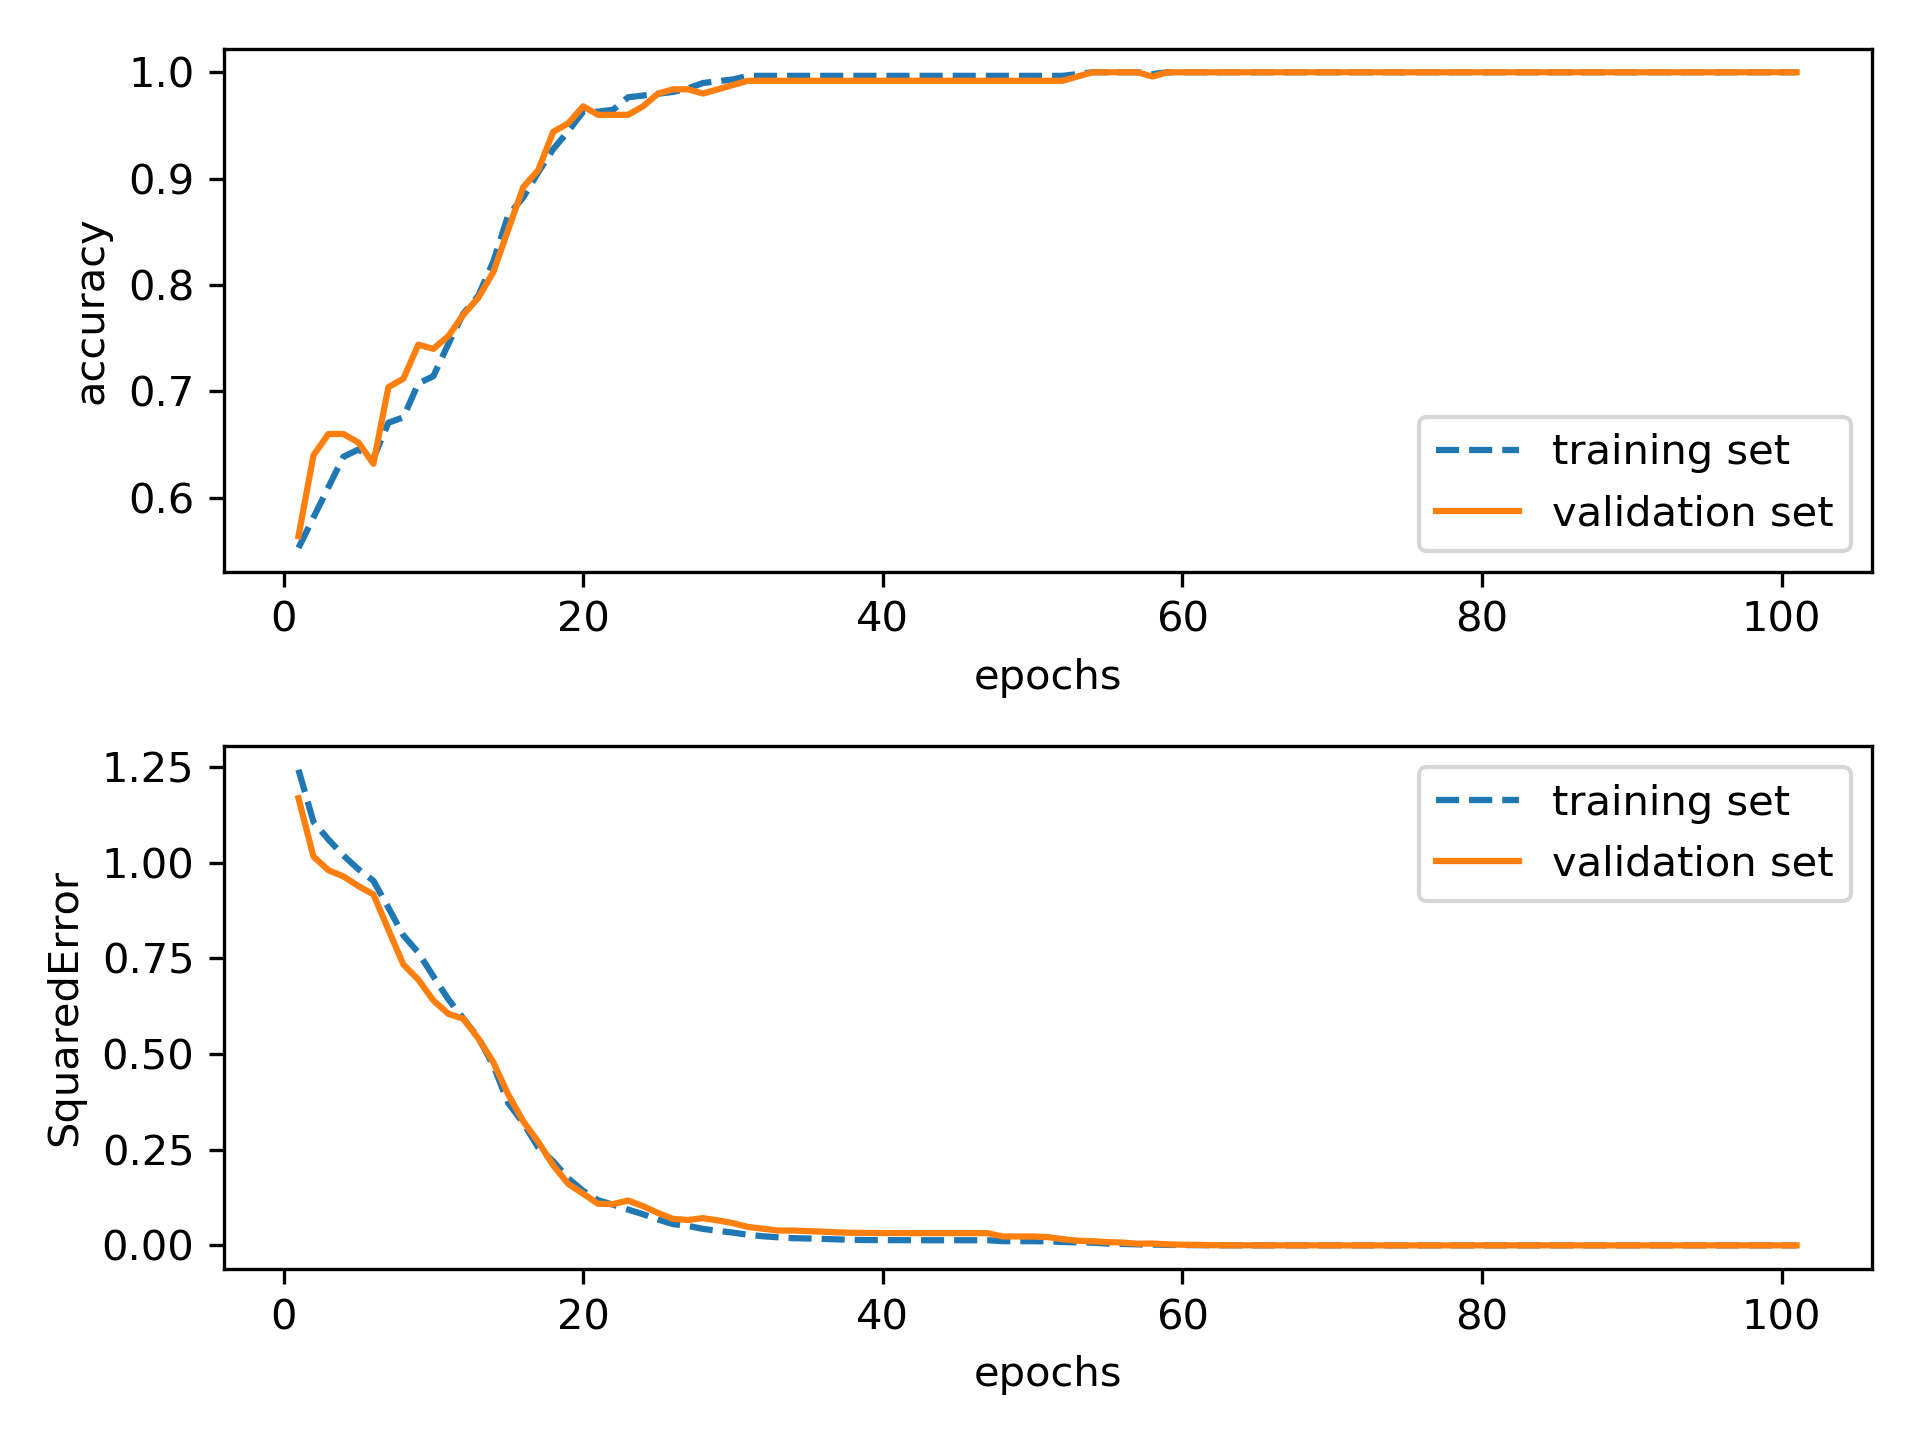 1.0
0.9
0.8
0.7
0.6
accuracy
training set
validation set
0 20 40 60 80 100
epochs
1.25
1.00
0.75
0.50
0.25
0.00
SquaredError
training set
validation set
0 20 40 60 80 100
epochs